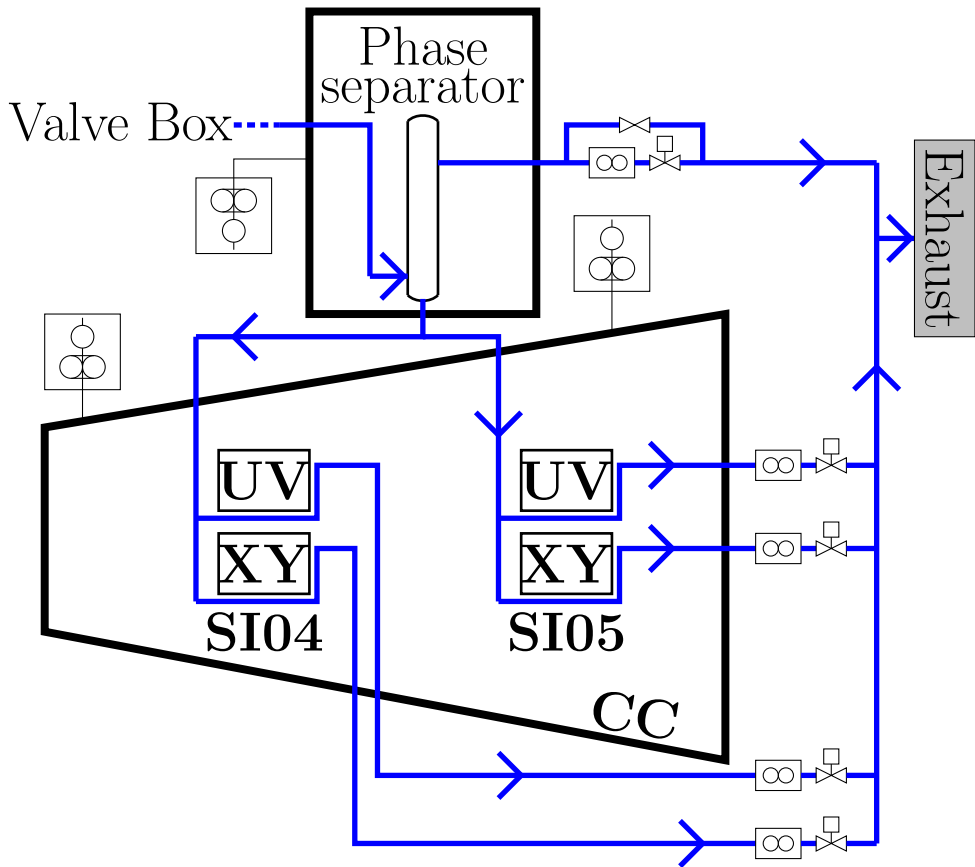 Phase
separator
Valve Box
Exhaust
UV
UV
XY
XY
SI04
SI05
CC